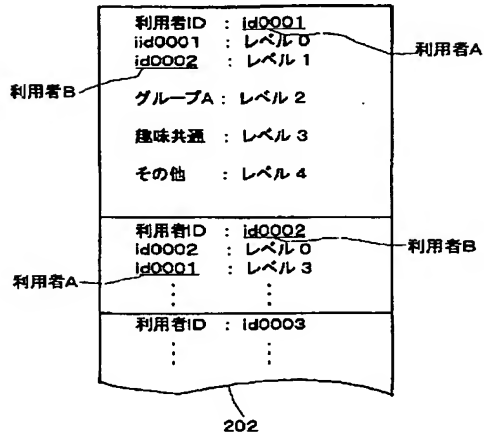 利用者ID : id0001
iid0001 : レベル 0
利用者A
id0002 : レベル 1
利用者B
グループA : レベル 2
趣味共通 : レベル 3
その他 : レベル 4
利用者ID : id0002
id0002 : レベル 0
利用者B
id0001 : レベル 3
利用者A
利用者ID : id0003
202